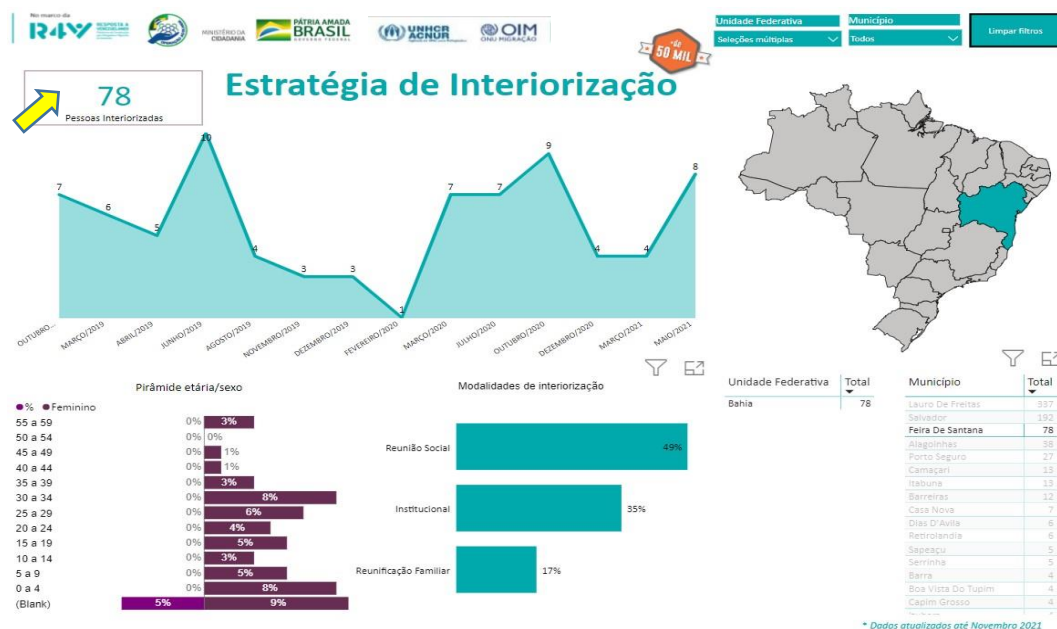 No marco da
R4V
RESPOSTA A
VENEZUELANOS
MINISTÉRIO DA
CIDADANIA
PÁTRIA AMADA
BRASIL
GOVERNO FEDERAL
UNHCR
ACNUR
OIM
ONU MIGRAÇÃO
+de
50 MIL
Unidade Federativa
Seleções múltiplas
Município
Todos
Limpar filtros
78
Pessoas Interiorizadas
Estratégia de Interiorização
7
6
5
10
4
3
3
1
7
7
9
4
4
8
OUTUBRO...
MARÇO/2019
ABRIL/2019
JUNHO/2019
AGOSTO/2019
NOVEMBRO/2019
DEZEMBRO/2019
FEVEREIRO/2020
MARÇO/2020
JULHO/2020
OUTUBRO/2020
DEZEMBRO/2020
MARÇO/2021
MAIO/2021
Pirâmide etária/sexo
% Feminino
55 a 59 0% 3%
50 a 54 0% 0%
45 a 49 0% 1%
40 a 44 0% 1%
35 a 39 0% 3%
30 a 34 0% 8%
25 a 29 0% 6%
20 a 24 0% 4%
15 a 19 0% 5%
10 a 14 0% 3%
5 a 9 0% 5%
0 a 4 0% 8%
(Blank) 5% 9%
Modalidades de interiorização
Reunião Social 49%
Institucional 35%
Reunificação Familiar 17%
Unidade Federativa Total
Bahia 78
Município Total
Lauro De Freitas 337
Salvador 192
Feira De Santana 78
Alagoinhas 38
Porto Seguro 27
Camaçari 13
Itabuna 13
Barreiras 12
Casa Nova 7
Dias D'Avila 6
Retirolandia 6
Sapeaçu 5
Serrinha 5
Barra 4
Boa Vista Do Tupim 4
Capim Grosso 4
* Dados atualizados até Novembro 2021